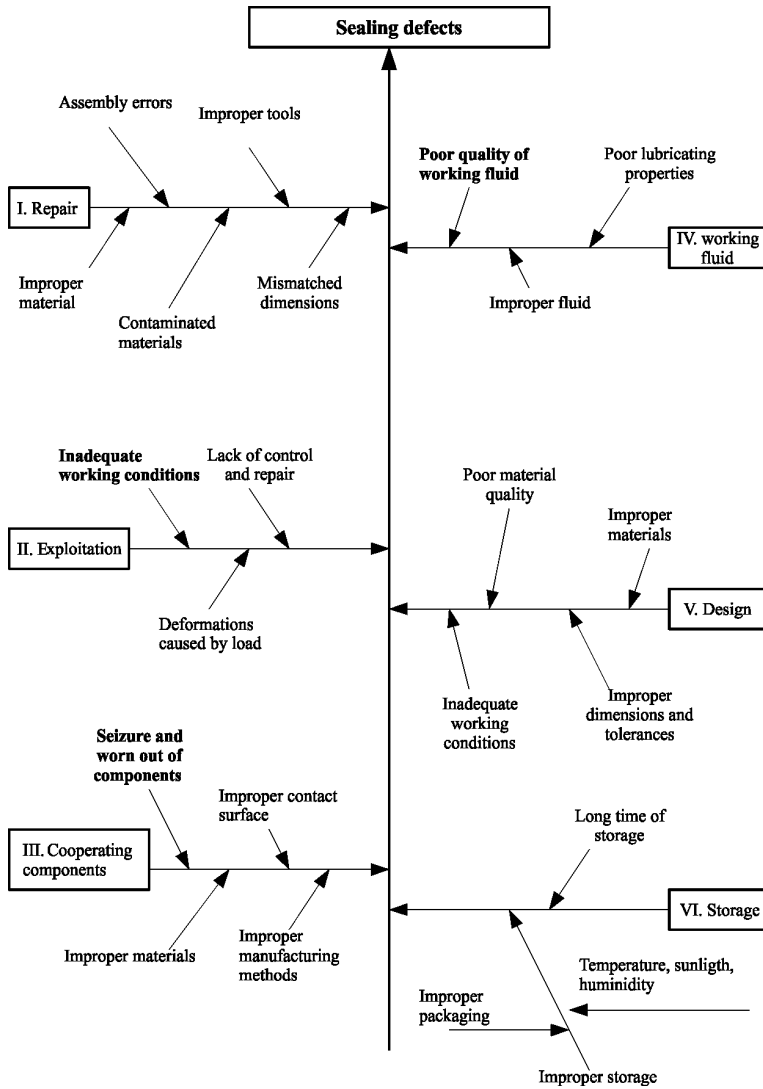 Sealing defects
Assembly errors
Improper tools
I. Repair
Improper
material
Contaminated
materials
Mismatched
dimensions
Poor quality of
working fluid
Poor lubricating
properties
IV. working
fluid
Improper fluid
Inadequate
working conditions
Lack of control
and repair
II. Exploitation
Deformations
caused by load
Poor material
quality
Improper
materials
V. Design
Inadequate
working
conditions
Improper
dimensions and
tolerances
Seizure and
worn out of
components
Improper contact
surface
III. Cooperating
components
Improper materials
Improper
manufacturing
methods
Long time of
storage
VI. Storage
Temperature, sunligth,
huminidity
Improper
packaging
Improper storage